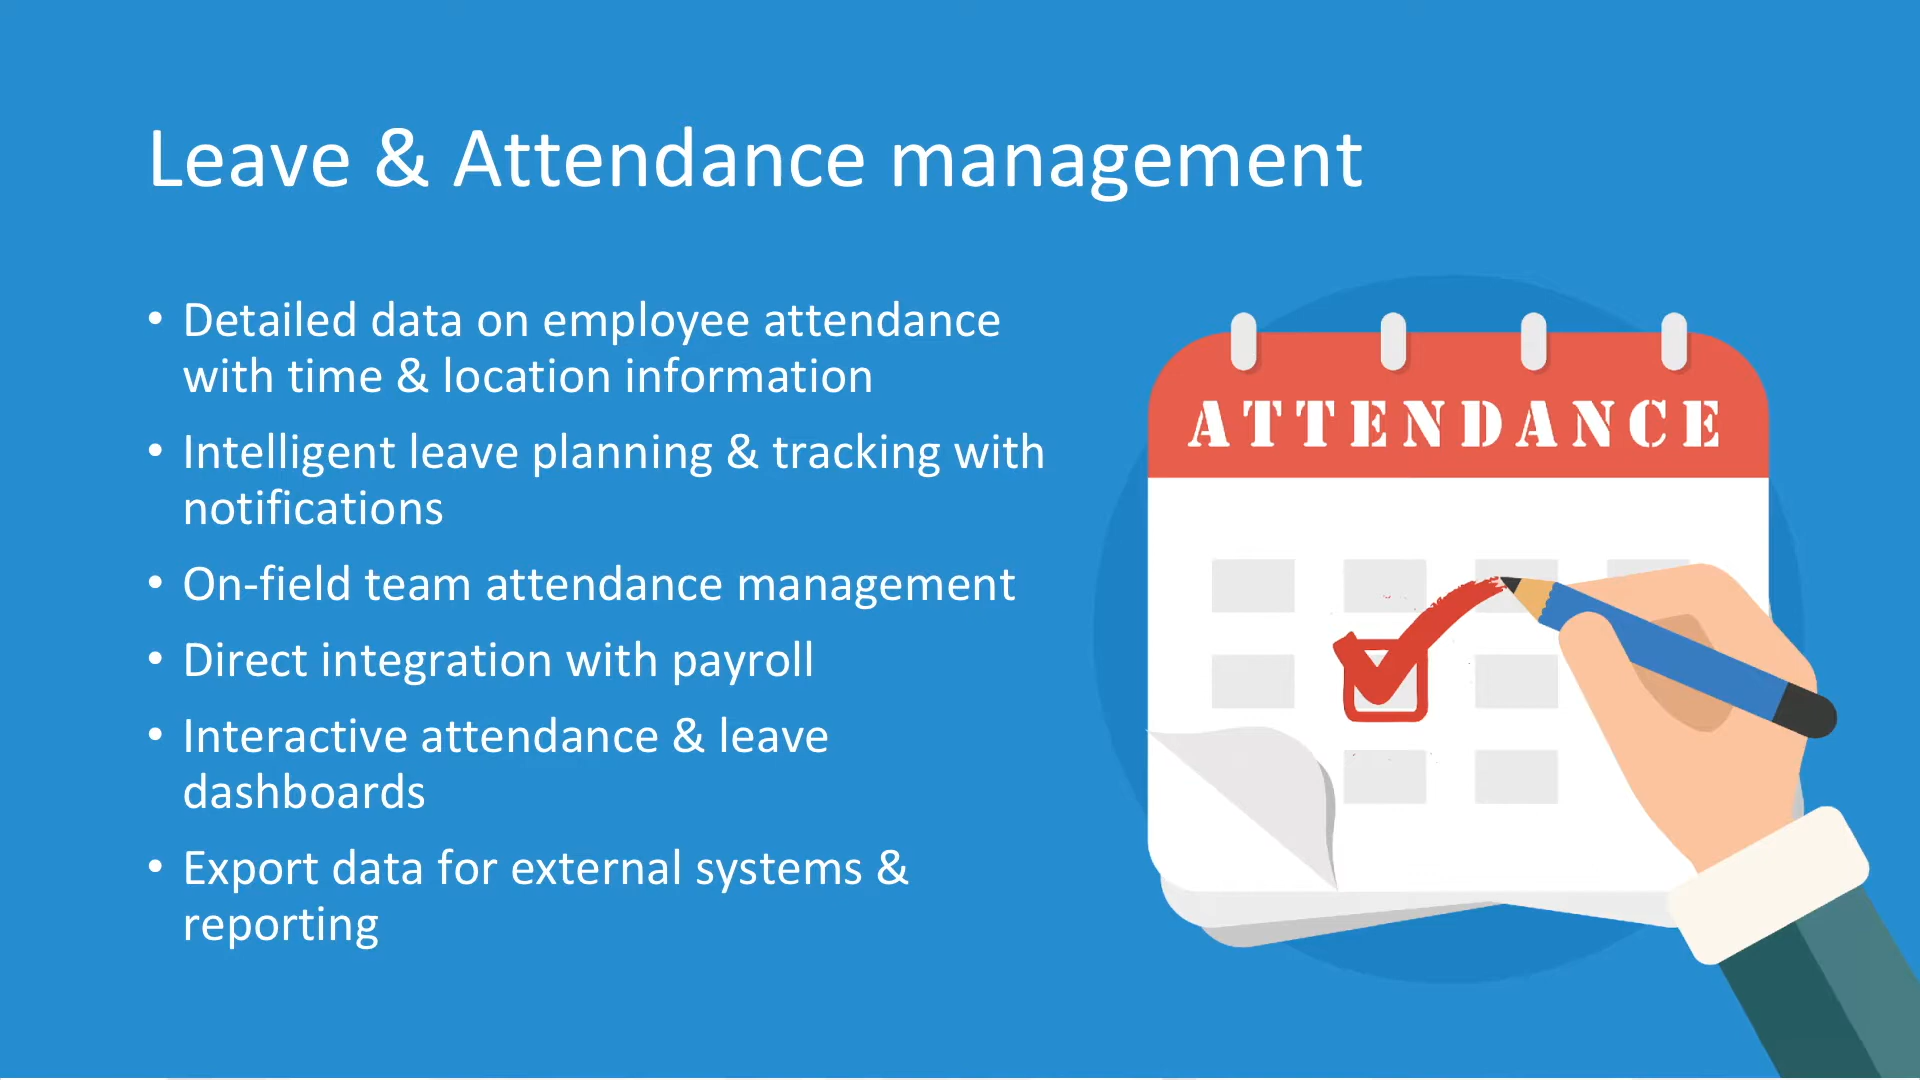 Leave & Attendance management
• Detailed data on employee attendance
with time & location information
• Intelligent leave planning & tracking with
notifications
• On-field team attendance management
• Direct integration with payroll
• Interactive attendance & leave
dashboards
• Export data for external systems &
reporting
ATTENDANCE